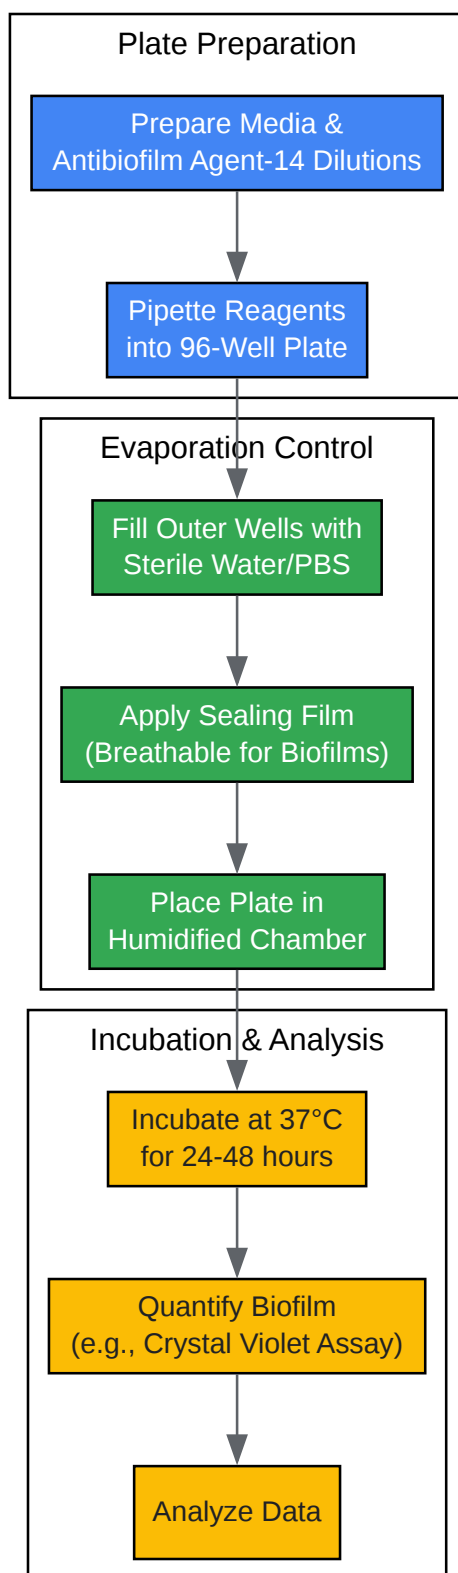 Plate Preparation
Prepare Media &
Antibiofilm Agent-14 Dilutions
Pipette Reagents
into 96-Well Plate
Evaporation Control
Fill Outer Wells with
Sterile Water/PBS
Apply Sealing Film
(Breathable for Biofilms)
Place Plate in
Humidified Chamber
Incubation & Analysis
Incubate at 37°C
for 24-48 hours
Quantify Biofilm
(e.g., Crystal Violet Assay)
Analyze Data